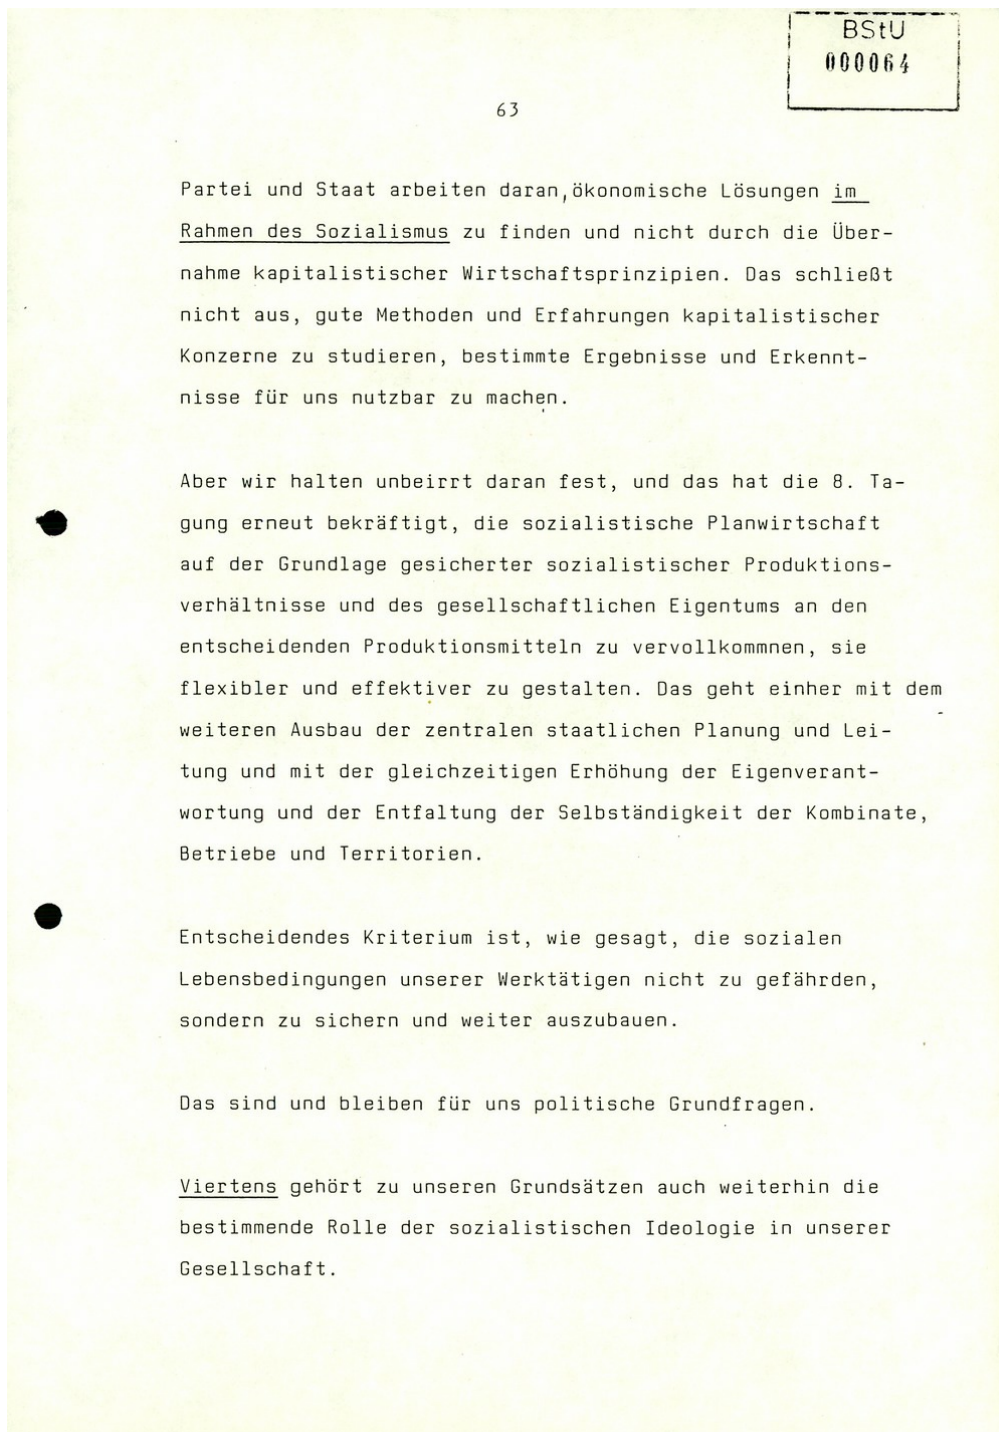 BStU
000064
63
Partei und Staat arbeiten daran, ökonomische Lösungen im
Rahmen des Sozialismus zu finden und nicht durch die Über-
nahme kapitalistischer Wirtschaftsprinzipien. Das schließt
nicht aus, gute Methoden und Erfahrungen kapitalistischer
Konzerne zu studieren, bestimmte Ergebnisse und Erkennt-
nisse für uns nutzbar zu machen.
Aber wir halten unbeirrt daran fest, und das hat die 8. Ta-
gung erneut bekräftigt, die sozialistische Planwirtschaft
auf der Grundlage gesicherter sozialistischer Produktions-
verhältnisse und des gesellschaftlichen Eigentums an den
entscheidenden Produktionsmitteln zu vervollkommnen, sie
flexibler und effektiver zu gestalten. Das geht einher mit dem
weiteren Ausbau der zentralen staatlichen Planung und Lei-
tung und mit der gleichzeitigen Erhöhung der Eigenverant-
wortung und der Entfaltung der Selbständigkeit der Kombinate,
Betriebe und Territorien.
Entscheidendes Kriterium ist, wie gesagt, die sozialen
Lebensbedingungen unserer Werktätigen nicht zu gefährden,
sondern zu sichern und weiter auszubauen.
Das sind und bleiben für uns politische Grundfragen.
Viertens gehört zu unseren Grundsätzen auch weiterhin die
bestimmende Rolle der sozialistischen Ideologie in unserer
Gesellschaft.